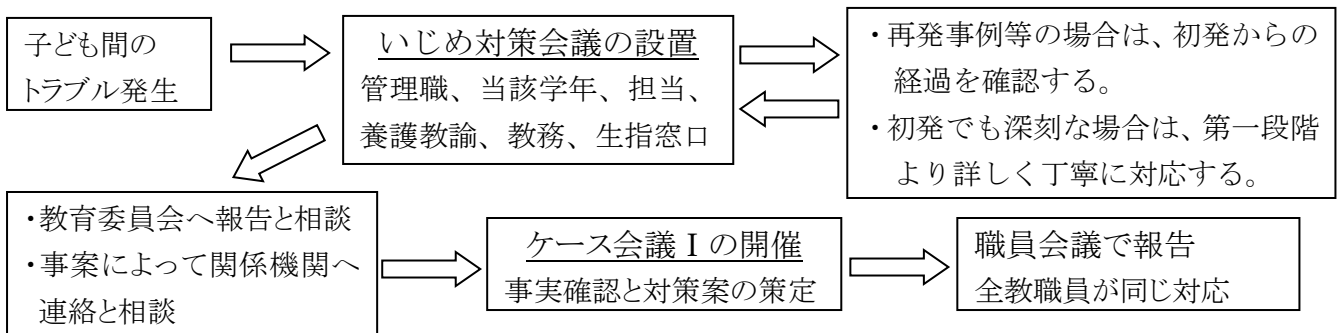 子ども間の
トラブル発生
いじめ対策会議の設置
管理職、当該学年、担当、
養護教諭、教務、生指窓口
・再発事例等の場合は、初発からの
経過を確認する。
・初発でも深刻な場合は、第一段階
より詳しく丁寧に対応する。
・教育委員会へ報告と相談
・事案によって関係機関へ
連絡と相談
ケース会議Ⅰの開催
事実確認と対策案の策定
職員会議で報告
全教職員が同じ対応